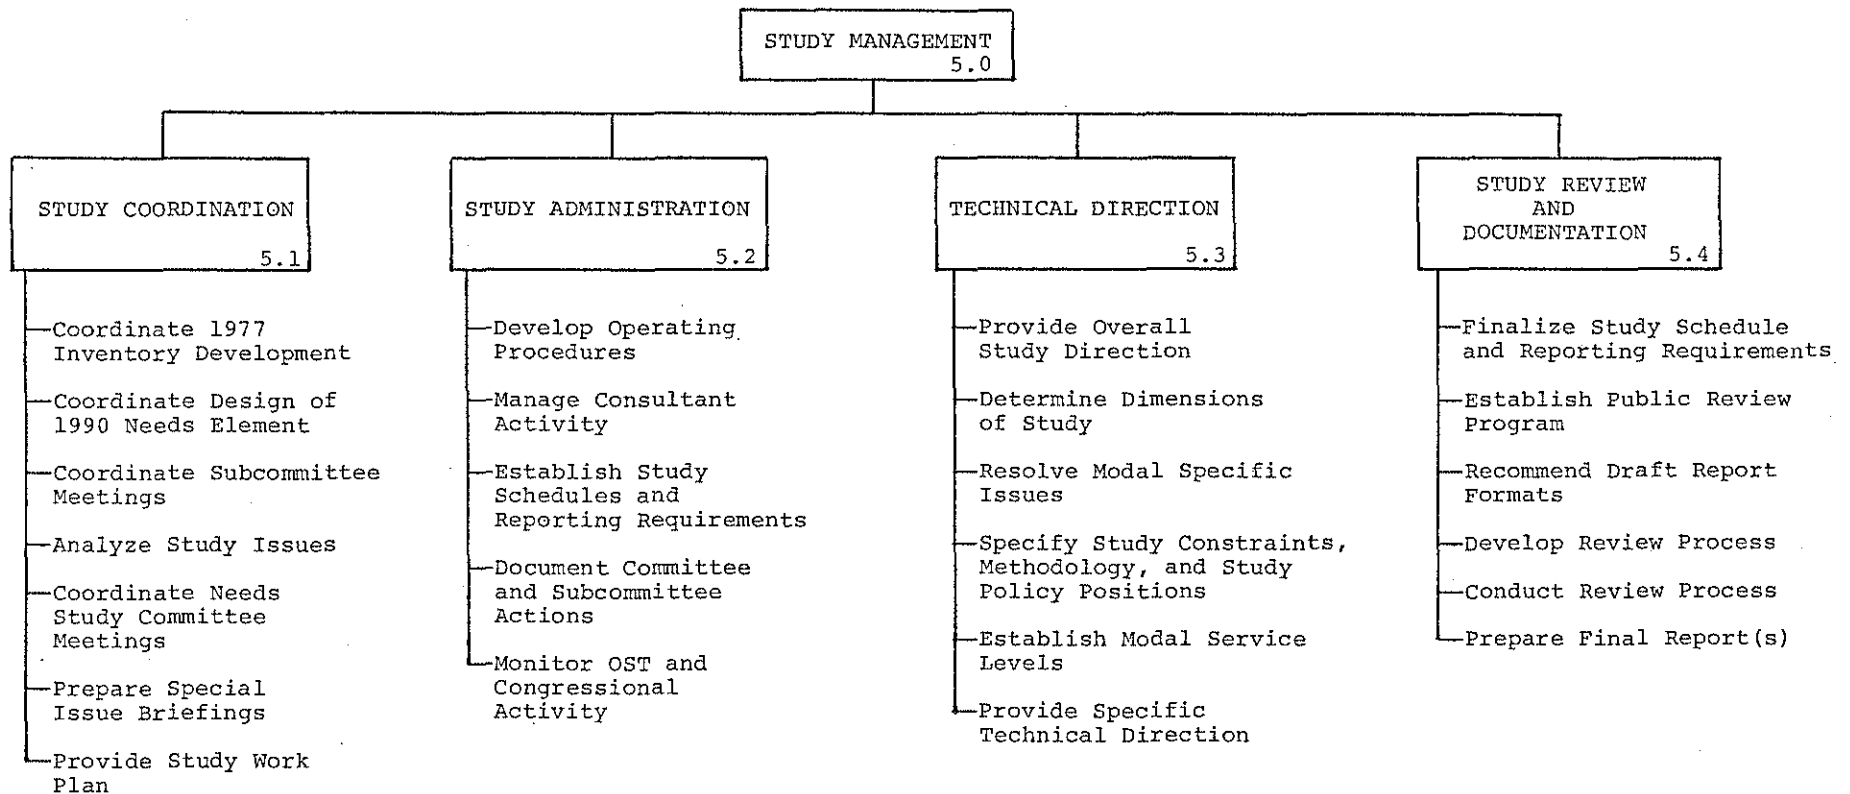 STUDY MANAGEMENT
5.0
STUDY COORDINATION
5.1
Coordinate 1977
Inventory Development
Coordinate Design of
1990 Needs Element
Coordinate Subcommittee
Meetings
Analyze Study Issues
Coordinate Needs
Study Committee
Meetings
Prepare Special
Issue Briefings
Provide Study Work
Plan
STUDY ADMINISTRATION
5.2
Develop Operating
Procedures
Manage Consultant
Activity
Establish Study
Schedules and
Reporting Requirements
Document Committee
and Subcommittee
Actions
Monitor OST and
Congressional
Activity
TECHNICAL DIRECTION
5.3
Provide Overall
Study Direction
Determine Dimensions
of Study
Resolve Modal Specific
Issues
Specify Study Constraints,
Methodology, and Study
Policy Positions
Establish Modal Service
Levels
Provide Specific
Technical Direction
STUDY REVIEW
AND
DOCUMENTATION
5.4
Finalize Study Schedule
and Reporting Requirements
Establish Public Review
Program
Recommend Draft Report
Formats
Develop Review Process
Conduct Review Process
Prepare Final Report(s)